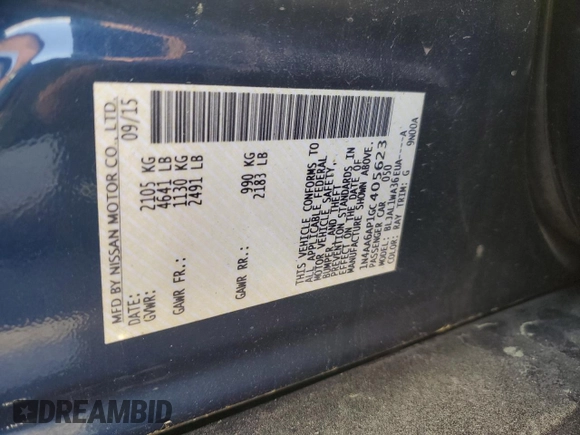 MFD BY NISSAN MOTOR CO., LTD.
DATE: 09/15
GVWR: 2105 KG
4641 LB
GAWR FR.: 1130 KG
2491 LB
GAWR RR.: 990 KG
2183 LB
THIS VEHICLE CONFORMS TO
ALL APPLICABLE FEDERAL
MOTOR VEHICLE SAFETY,
BUMPER, AND THEFT
PREVENTION STANDARDS IN
EFFECT ON THE DATE OF
MANUFACTURE SHOWN ABOVE.
1N4AA6AP1GC405623
PASSENGER CAR 050
MODEL: BLJALTWA36EUA----A
COLOR: RAY TRIM: G 9N00A
DREAMBID